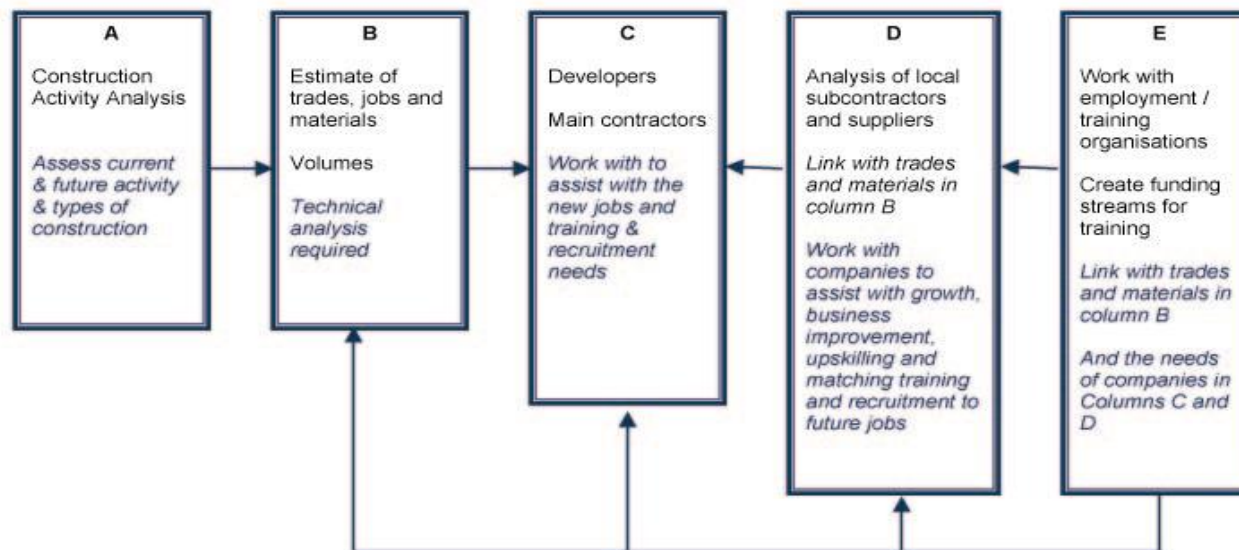 A
Construction
Activity Analysis
Assess current
& future activity
& types of
construction
B
Estimate of
trades, jobs and
materials
Volumes
Technical
analysis
required
C
Developers
Main contractors
Work with to
assist with the
new jobs and
training &
recruitment
needs
D
Analysis of local
subcontractors
and suppliers
Link with trades
and materials in
column B
Work with
companies to
assist with growth,
business
improvement,
upskilling and
matching training
and recruitment to
future jobs
E
Work with
employment /
training
organisations
Create funding
streams for
training
Link with trades
and materials in
column B
And the needs
of companies in
Columns C and
D